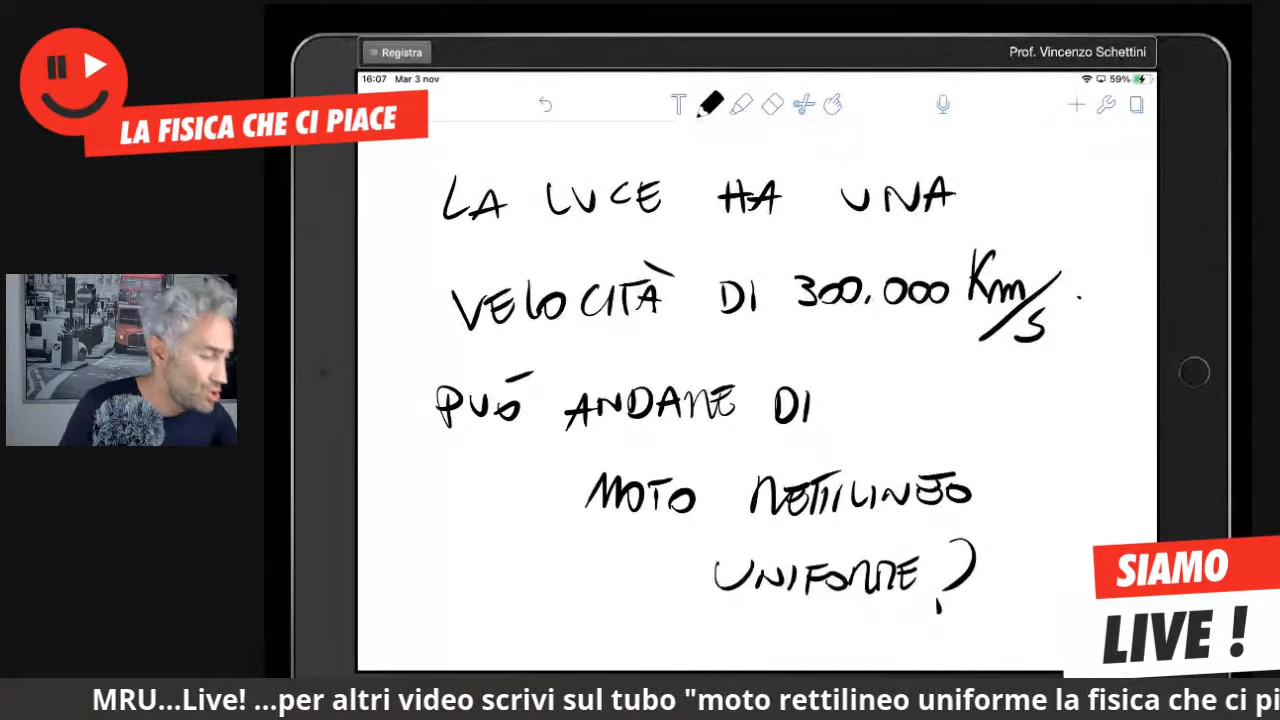 Registra
Prof. Vincenzo Schettini
16:07 Mar 3 nov
59%
LA FISICA CHE CI PIACE
LA LUCE HA UNA
VELOCITÀ DI 300.000 Km/s.
PUÓ ANDARE DI
MOTO RETTILINEO
UNIFORME?
SIAMO
LIVE !
MRU...Live! ...per altri video scrivi sul tubo "moto rettilineo uniforme la fisica che ci pi